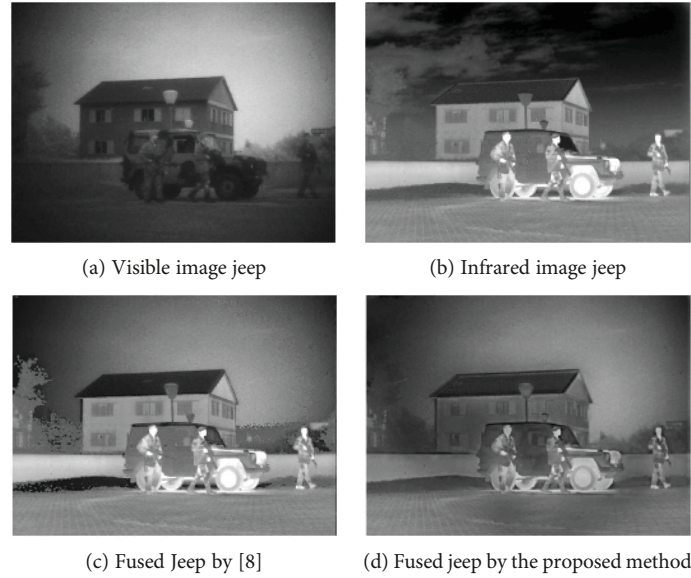 (a) Visible image jeep
(b) Infrared image jeep
(c) Fused Jeep by [8]
(d) Fused jeep by the proposed method